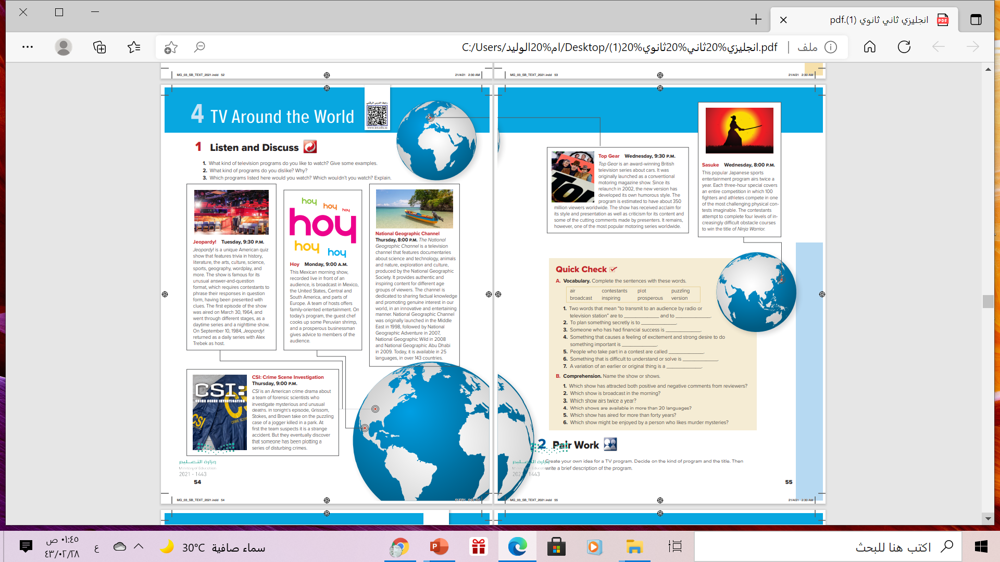 انجليزي ثاني ثانوي (1).pdf
ملف
C:/Users/ام%20الوليد/Desktop/انجليزي%20ثاني%20ثانوي%20(1).pdf
MG_03_SB_TEXT_2021.indd 52
21/4/21 2:30 AM
MG_03_SB_TEXT_2021.indd 53
21/4/21 2:30 AM
4 TV Around the World
رابط الدرس الرقمي
www.ien.edu.sa
1 Listen and Discuss
1. What kind of television programs do you like to watch? Give some examples.
2. What kind of programs do you dislike? Why?
3. Which programs listed here would you watch? Which wouldn't you watch? Explain.
Jeopardy! Tuesday, 9:30 P.M.
Jeopardy! is a unique American quiz
show that features trivia in history,
literature, the arts, culture, science,
sports, geography, wordplay, and
more. The show is famous for its
unusual answer-and-question
format, which requires contestants to
phrase their responses in question
form, having been presented with
clues. The first episode of the show
was aired on March 30, 1964, and
went through different stages, as a
daytime series and a nighttime show.
On September 10, 1984, Jeopardy!
returned as a daily series with Alex
Trebek as host.
hoy
hoy
hoy
hoy
hoy
hoy
Hoy Monday, 9:00 A.M.
This Mexican morning show,
recorded live in front of an
audience, is broadcast in Mexico,
the United States, Central and
South America, and parts of
Europe. A team of hosts offers
family-oriented entertainment. On
today's program, the guest chef
cooks up some Peruvian shrimp,
and a prosperous businessman
gives advice to members of the
audience.
National Geographic Channel
Thursday, 8:00 P.M. The National
Geographic Channel is a television
channel that features documentaries
about science and technology, animals
and nature, exploration and culture,
produced by the National Geographic
Society. It provides authentic and
inspiring content for different age
groups of viewers. The channel is
dedicated to sharing factual knowledge
and promoting genuine interest in our
world, in an innovative and entertaining
manner. National Geographic Channel
was originally launched in the Middle
East in 1998, followed by National
Geographic Adventure in 2007,
National Geographic Wild in 2008
and National Geographic Abu Dhabi
in 2009. Today, it is available in 25
languages, in over 143 countries.
CSI:
CRIME SCENE INVESTIGATION
CSI
CSI: Crime Scene Investigation
Thursday, 9:00 P.M.
CSI is an American crime drama about
a team of forensic scientists who
investigate mysterious and unusual
deaths. In tonight's episode, Grissom,
Stokes, and Brown take on the puzzling
case of a jogger killed in a park. At
first the team suspects it is a strange
accident. But they eventually discover
that someone has been plotting a
series of disturbing crimes.
وزارة التعليم
Ministry of Education
2021 - 1443
54
MG_03_SB_TEXT_2021.indd 54
Top Gear Wednesday, 9:30 P.M.
Top Gear is an award-winning British
television series about cars. It was
originally launched as a conventional
motoring magazine show. Since its
relaunch in 2002, the new version has
developed its own humorous style. The
program is estimated to have about 350
million viewers worldwide. The show has received acclaim for
its style and presentation as well as criticism for its content and
some of the cutting comments made by presenters. It remains,
however, one of the most popular motoring series worldwide.
Sasuke Wednesday, 8:00 P.M.
This popular Japanese sports
entertainment program airs twice a
year. Each three-hour special covers
an entire competition in which 100
fighters and athletes compete in one
of the most challenging physical con-
tests imaginable. The contestants
attempt to complete four levels of in-
creasingly difficult obstacle courses
to win the title of Ninja Warrior.
Quick Check
A. Vocabulary. Complete the sentences with these words.
air contestants plot puzzling
broadcast inspiring prosperous version
1. Two words that mean "to transmit to an audience by radio or
television station" are to ____________ and to ____________.
2. To plan something secretly is to ____________.
3. Someone who has had financial success is ____________.
4. Something that causes a feeling of excitement and strong desire to do
something important is ____________.
5. People who take part in a contest are called ____________.
6. Something that is difficult to understand or solve is ____________.
7. A variation of an earlier or original thing is a ____________.
B. Comprehension. Name the show or shows.
1. Which show has attracted both positive and negative comments from reviewers?
2. Which show is broadcast in the morning?
3. Which show airs twice a year?
4. Which shows are available in more than 20 languages?
5. Which show has aired for more than forty years?
6. Which show might be enjoyed by a person who likes murder mysteries?
2 Pair Work
Create your own idea for a TV program. Decide on the kind of program and the title. Then
write a brief description of the program.
وزارة التعليم
Ministry of Education
2021 - 1443
55
MG_03_SB_TEXT_2021.indd 55
21/4/21 2:30 AM
٠١:٤٥ ص
٤٣/٠٢/٢٨
ع
30°C سماء صافية
اكتب هنا للبحث